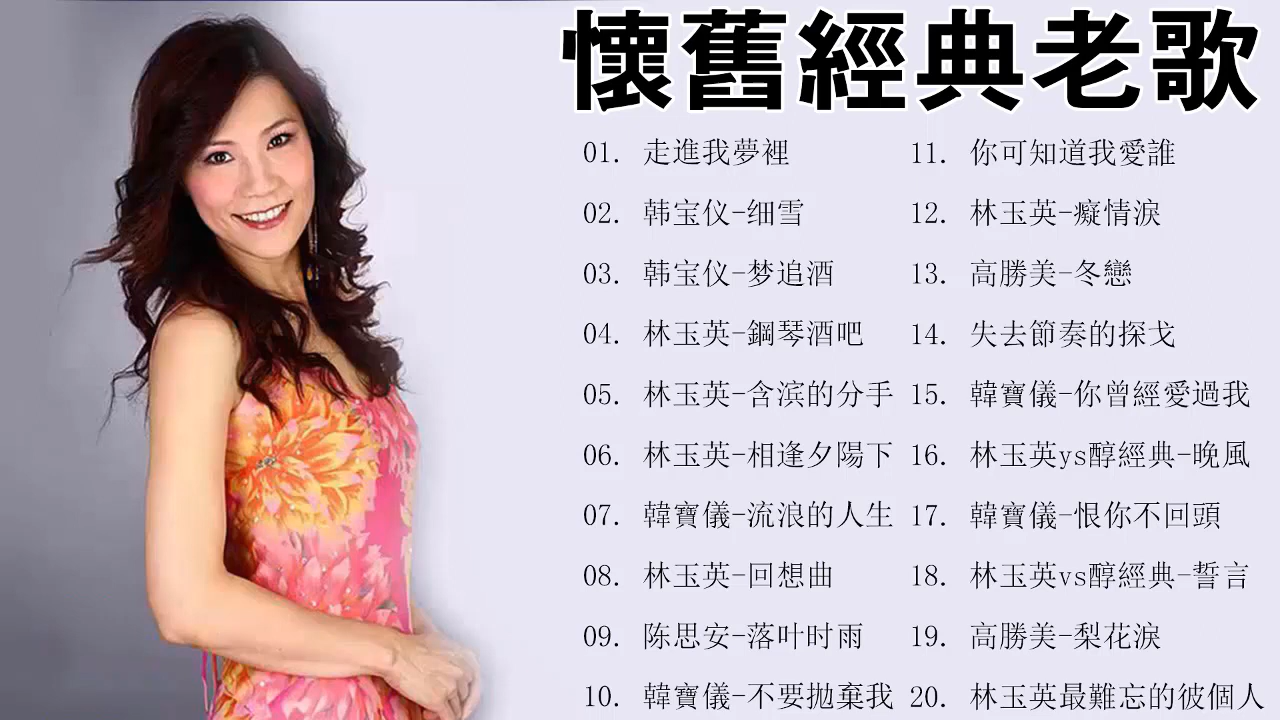 懷舊經典老歌
01. 走進我夢裡
02. 韩宝仪-细雪
03. 韩宝仪-梦追酒
04. 林玉英-鋼琴酒吧
05. 林玉英-含滨的分手
06. 林玉英-相逢夕陽下
07. 韓寶儀-流浪的人生
08. 林玉英-回想曲
09. 陈思安-落叶时雨
10. 韓寶儀-不要拋棄我
11. 你可知道我愛誰
12. 林玉英-癡情淚
13. 高勝美-冬戀
14. 失去節奏的探戈
15. 韓寶儀-你曾經愛過我
16. 林玉英ys醇經典-晚風
17. 韓寶儀-恨你不回頭
18. 林玉英vs醇經典-誓言
19. 高勝美-梨花淚
20. 林玉英最難忘的彼個人